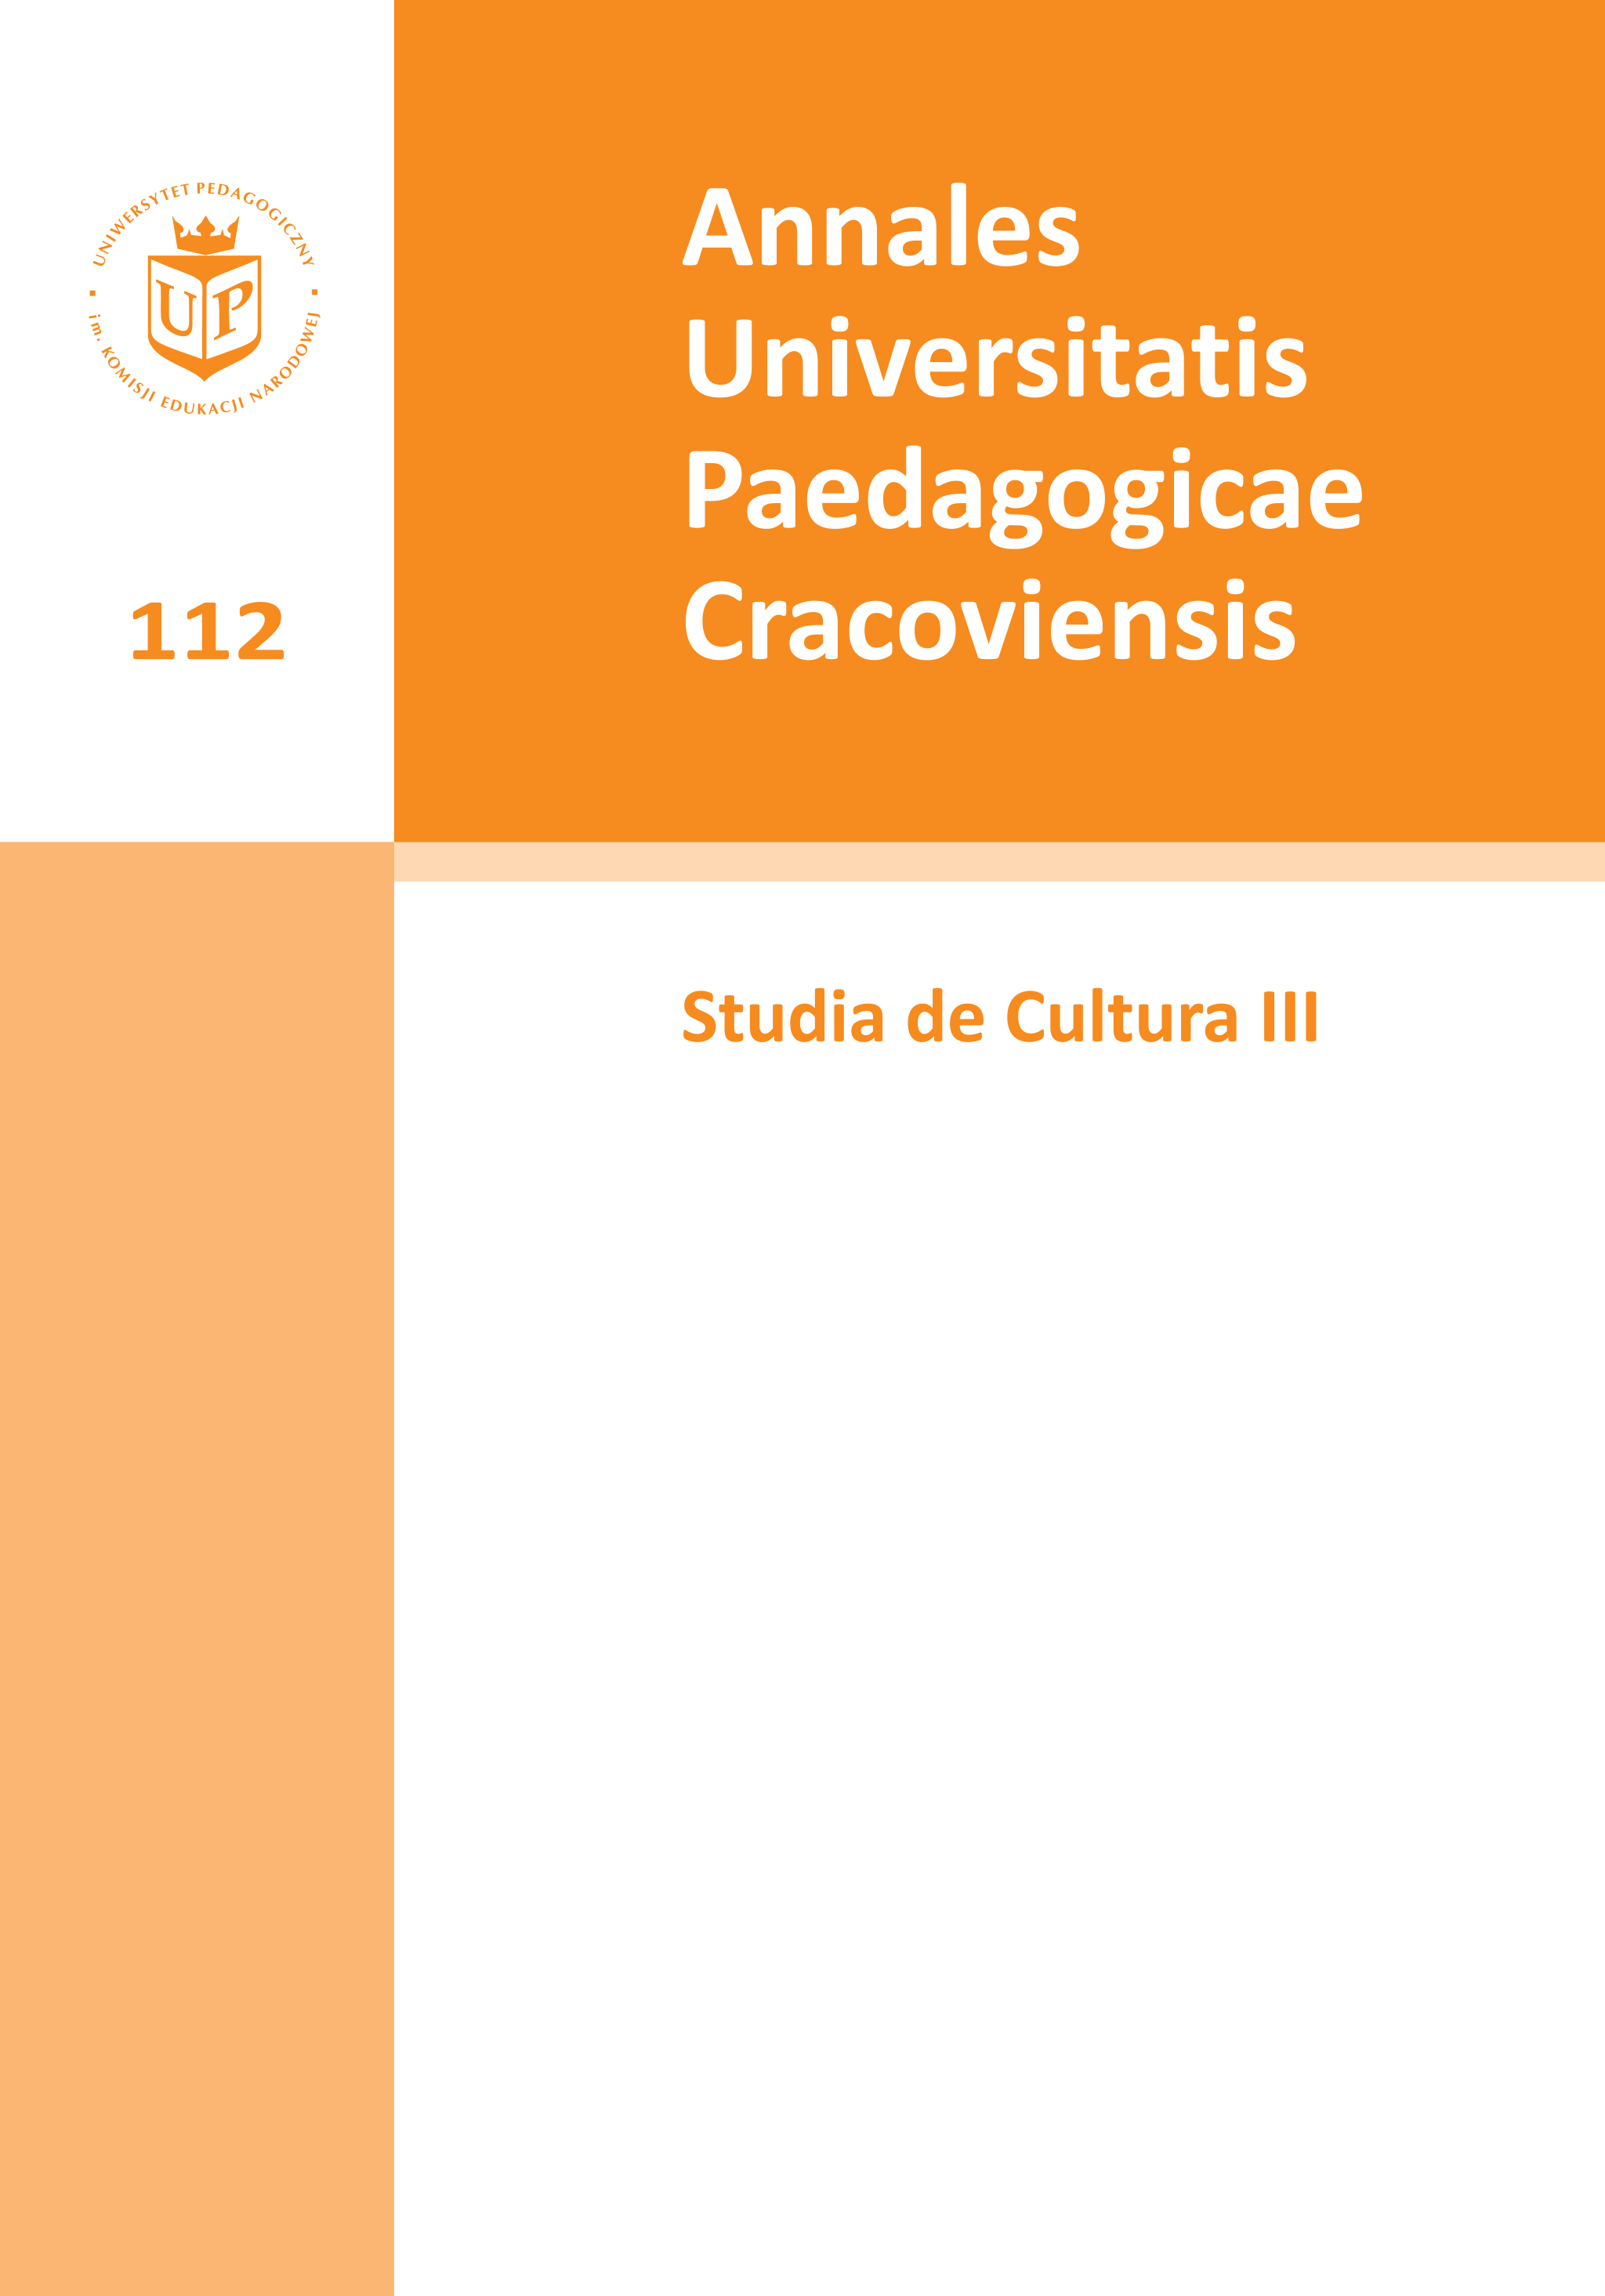 UNIWERSYTET PEDAGOGICZNY
im. KOMISJI EDUKACJI NARODOWEJ
UP
112
Annales
Universitatis
Paedagogicae
Cracoviensis
Studia de Cultura III